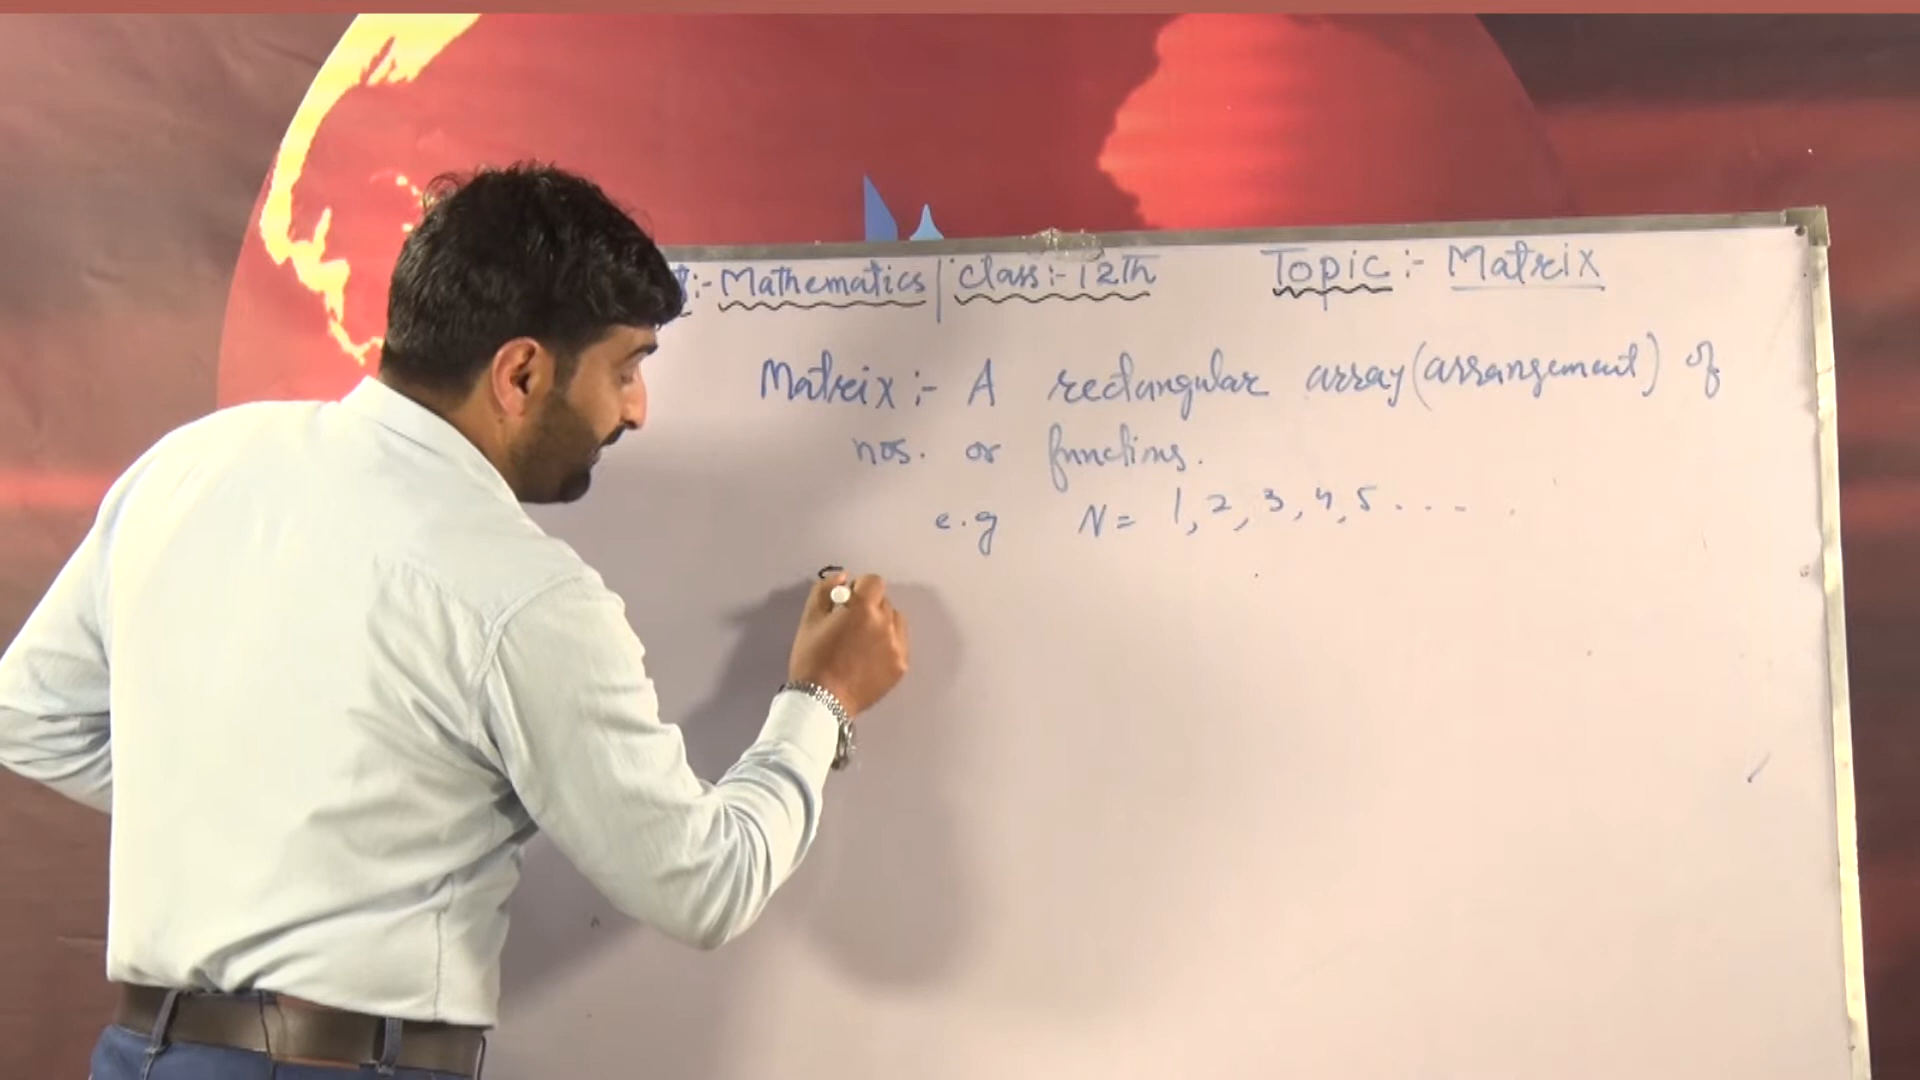 :- Mathematics | Class :- 12Th Topic :- Matrix
Matrix :- A rectangular array (arrangement) of
nos. or functions.
e.g N = 1, 2, 3, 4, 5 . . . .